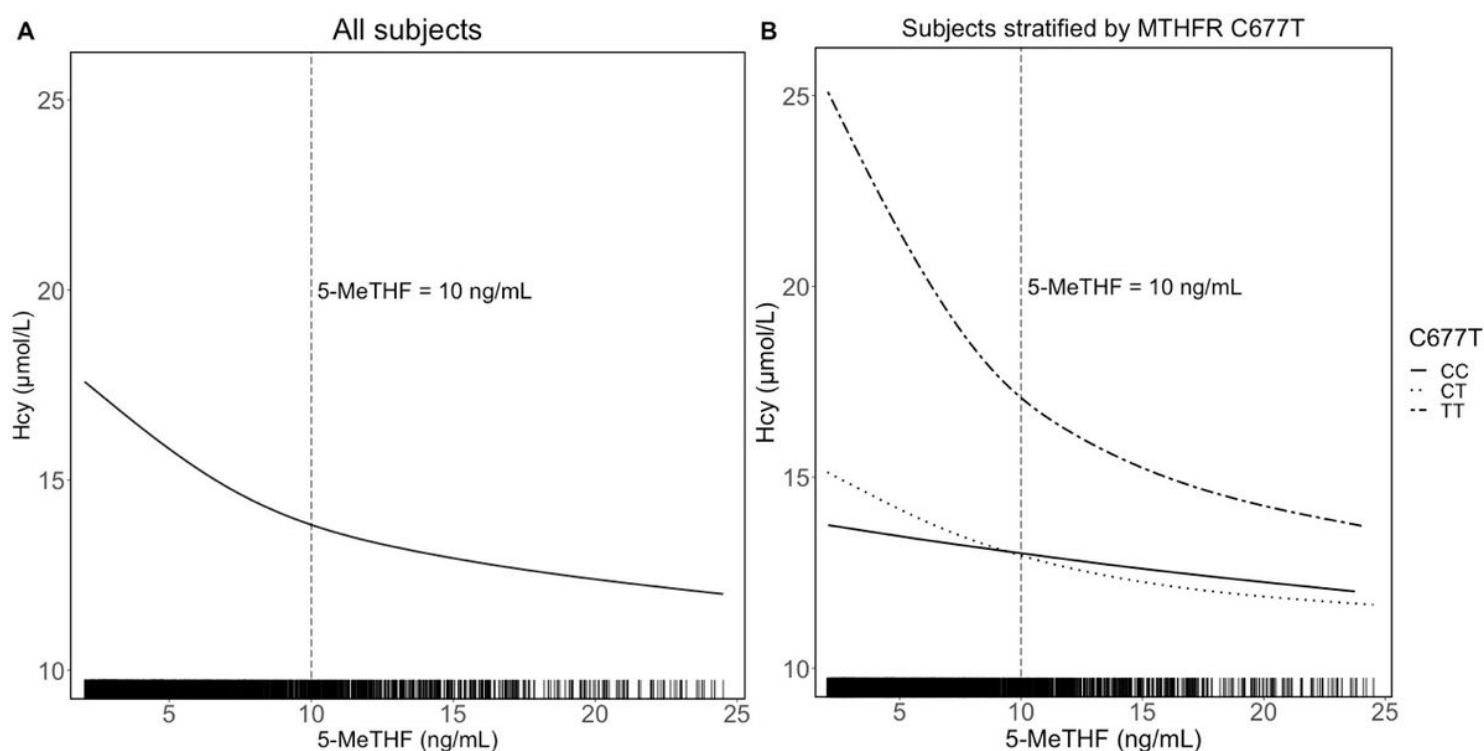 A
All subjects
25
20
15
10
Hcy (μmol/L)
5-MeTHF = 10 ng/mL
5
10
15
20
25
5-MeTHF (ng/mL)
B
Subjects stratified by MTHFR C677T
25
20
15
10
Hcy (μmol/L)
5-MeTHF = 10 ng/mL
5
10
15
20
25
5-MeTHF (ng/mL)
C677T
CC
CT
TT